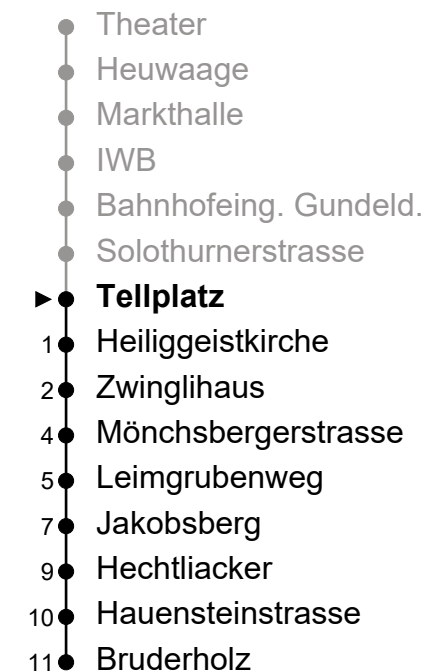 Theater
Heuwaage
Markthalle
IWB
Bahnhofeing. Gundeld.
Solothurnerstrasse
Tellplatz
1 Heiliggeistkirche
2 Zwinglihaus
4 Mönchsbergerstrasse
5 Leimgrubenweg
7 Jakobsberg
9 Hechtliacker
10 Hauensteinstrasse
11 Bruderholz